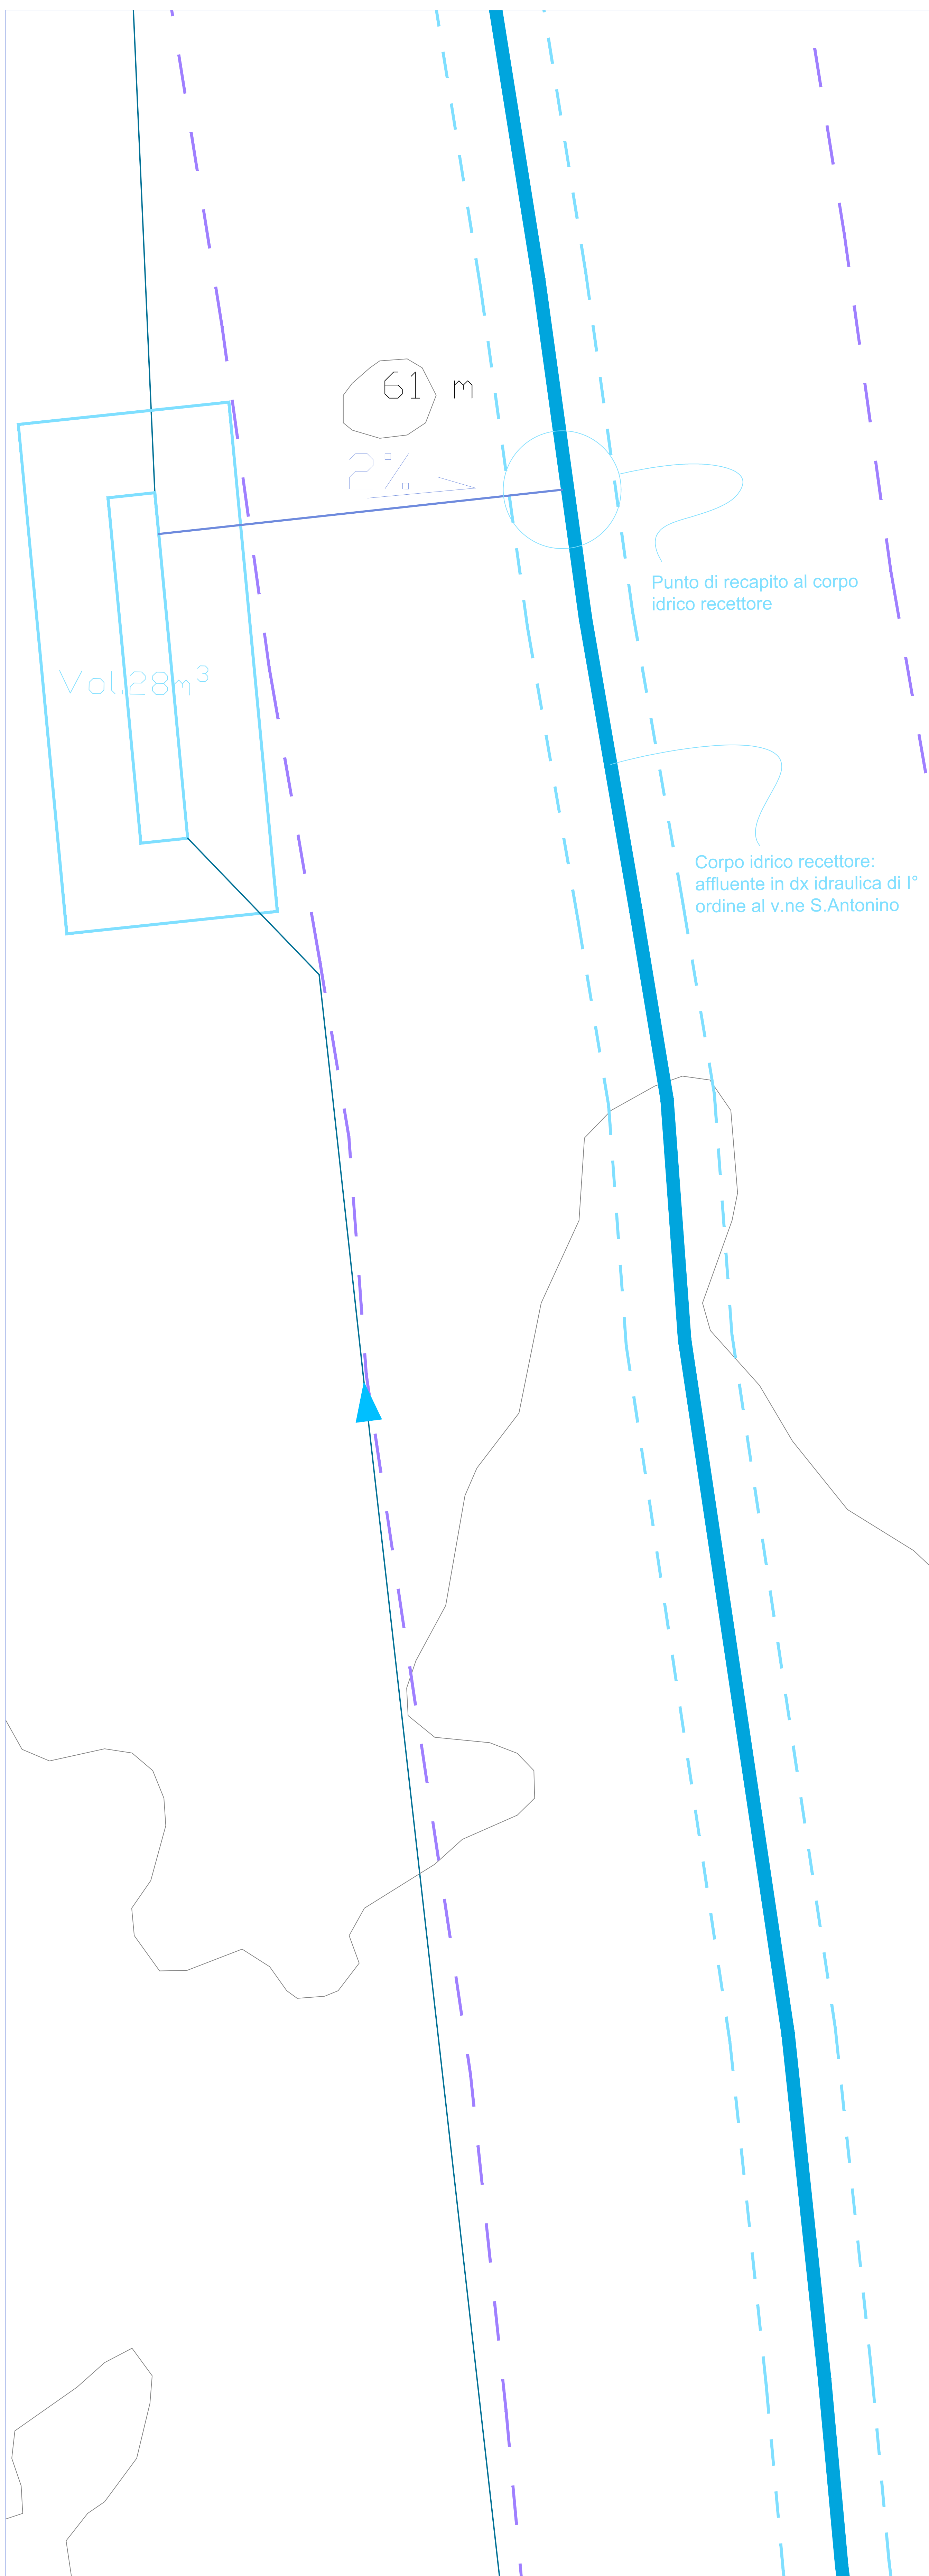 61 m
2%
Punto di recapito al corpo
idrico recettore
Vol.28m³
Corpo idrico recettore:
affluente in dx idraulica di I°
ordine al v.ne S.Antonino